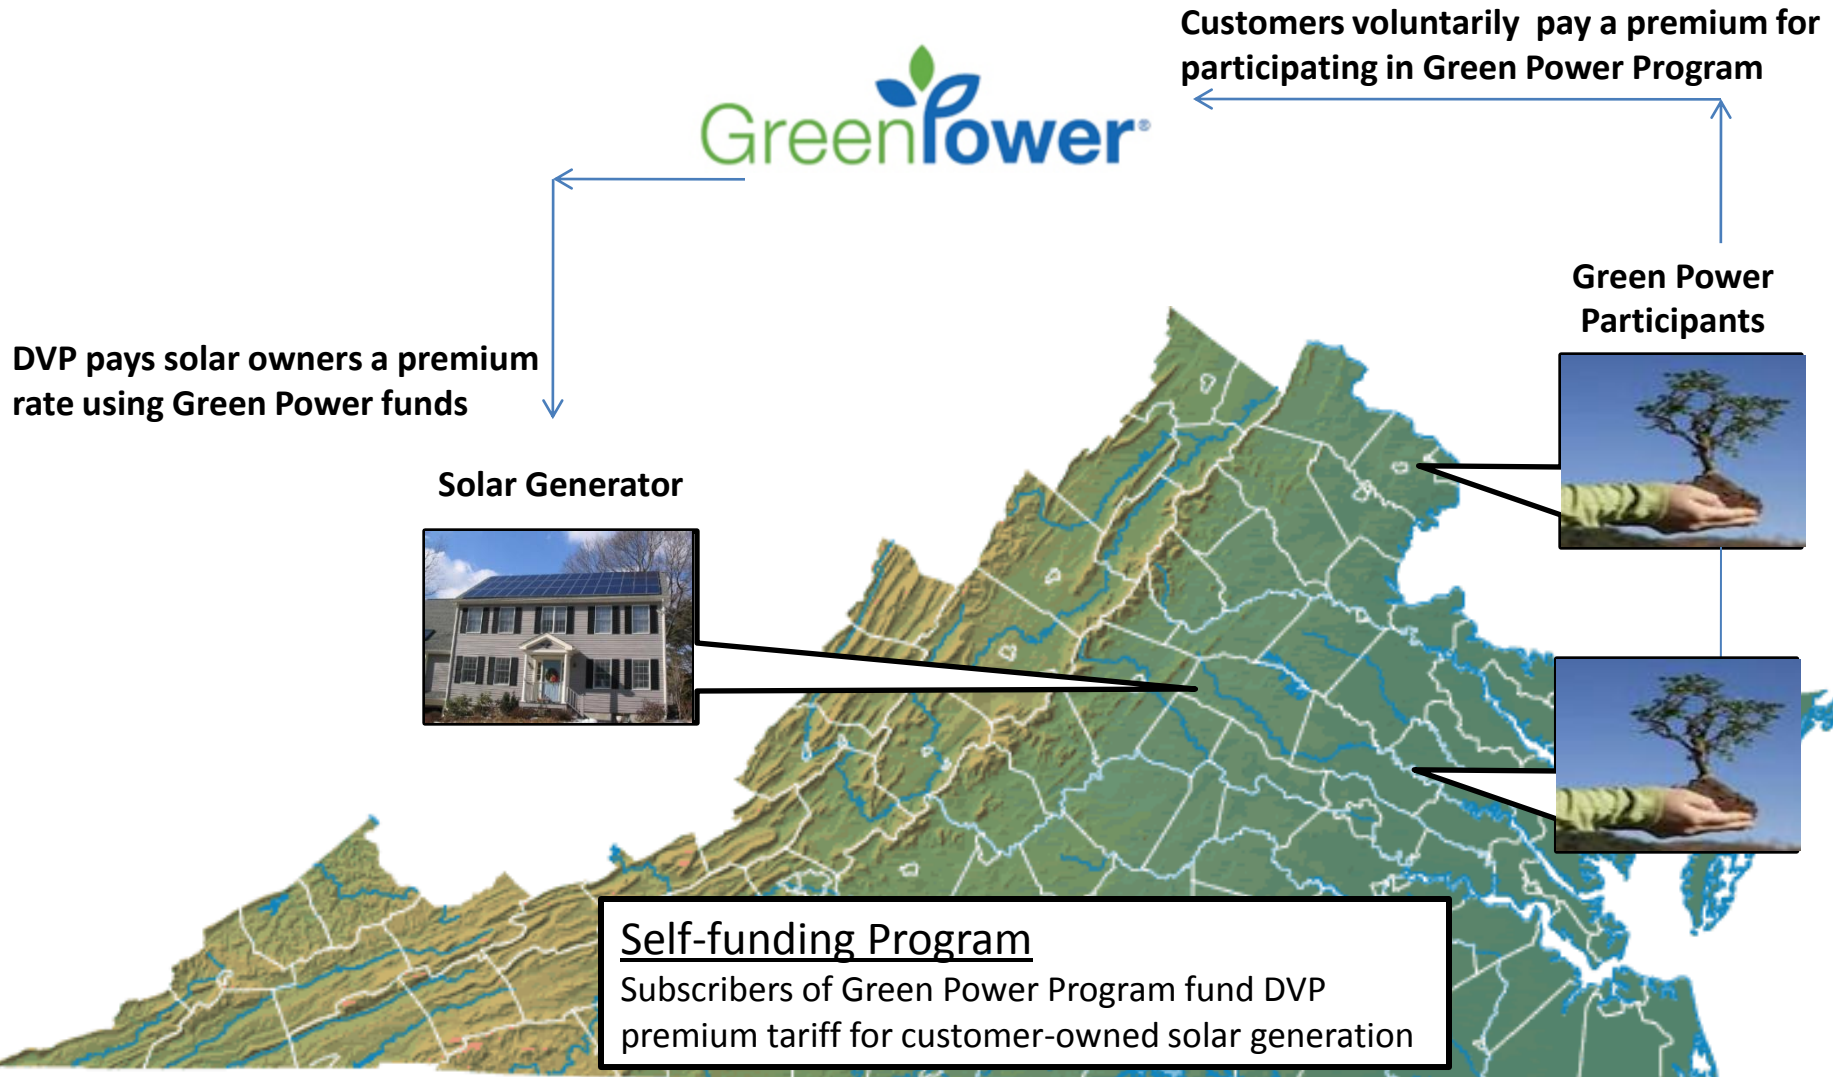 Customers voluntarily  pay a premium for
participating in Green Power Program
GreenPower®
Green Power
Participants
DVP pays solar owners a premium
rate using Green Power funds
Solar Generator
Self-funding Program
Subscribers of Green Power Program fund DVP
premium tariff for customer-owned solar generation